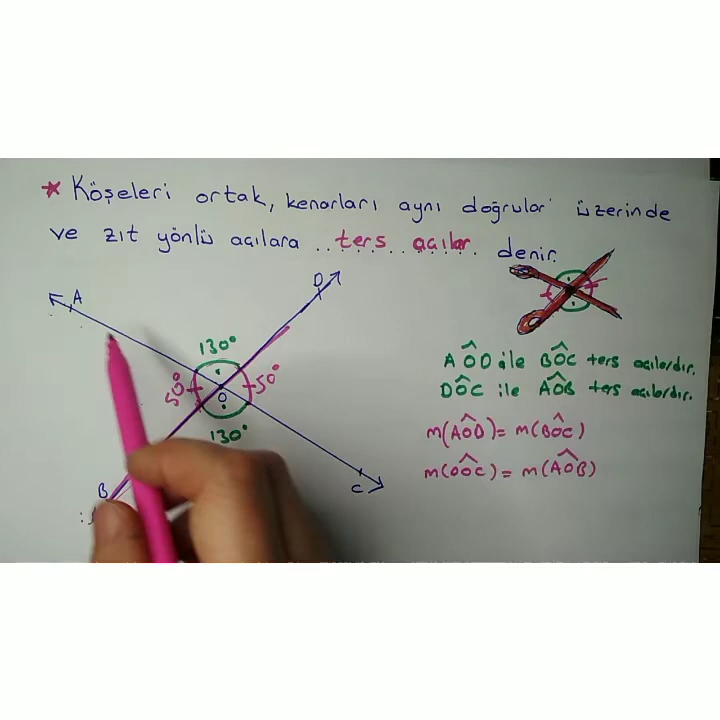 * Köşeleri ortak, kenarları aynı doğrular üzerinde
ve zıt yönlü açılara ..ters açılar.. denir.
A
D
130°
50°
50°
O
130°
B
C
AÔD ile BÔC ters açılardır.
DÔC ile AÔB ters açılardır.
m(AÔD) = m(BÔC)
m(DÔC) = m(AÔB)